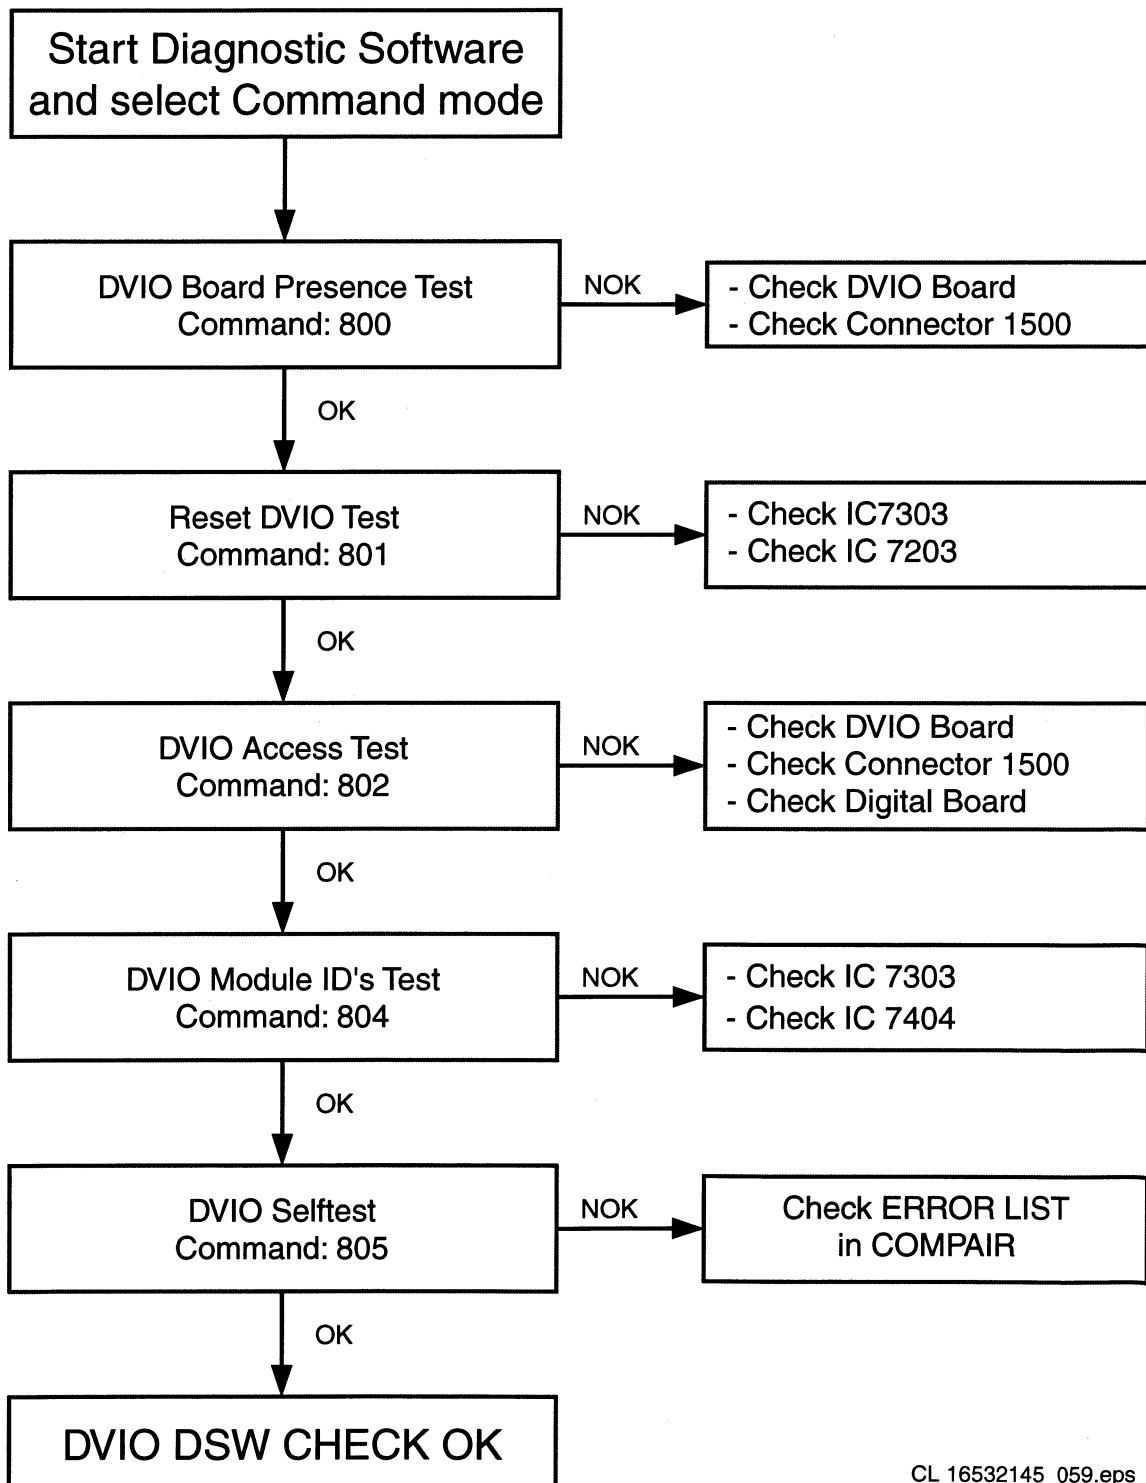 Start Diagnostic Software
and select Command mode
DVIO Board Presence Test
Command: 800
NOK
- Check DVIO Board
- Check Connector 1500
OK
Reset DVIO Test
Command: 801
NOK
- Check IC7303
- Check IC 7203
OK
DVIO Access Test
Command: 802
NOK
- Check DVIO Board
- Check Connector 1500
- Check Digital Board
OK
DVIO Module ID's Test
Command: 804
NOK
- Check IC 7303
- Check IC 7404
OK
DVIO Selftest
Command: 805
NOK
Check ERROR LIST
in COMPAIR
OK
DVIO DSW CHECK OK
CL 16532145_059.eps